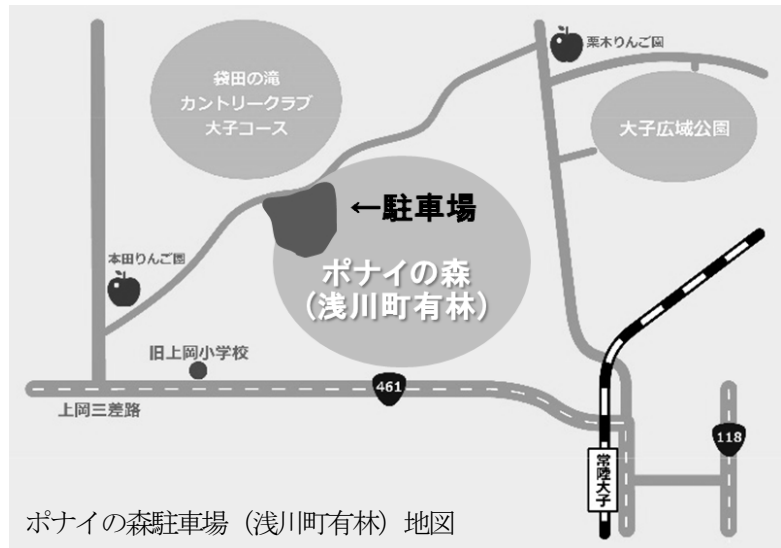 栗木りんご園
袋田の滝
カントリークラブ
大子コース
大子広域公園
←駐車場
本田りんご園
ポナイの森
(浅川町有林)
旧上岡小学校
461
上岡三差路
118
常陸大子
ポナイの森駐車場（浅川町有林）地図